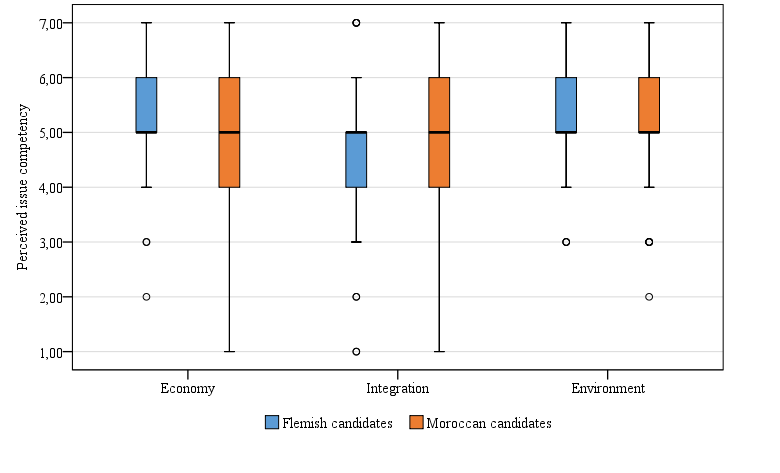 Perceived issue competency
7,00
6,00
5,00
4,00
3,00
2,00
1,00
Economy Integration Environment
Flemish candidates Moroccan candidates